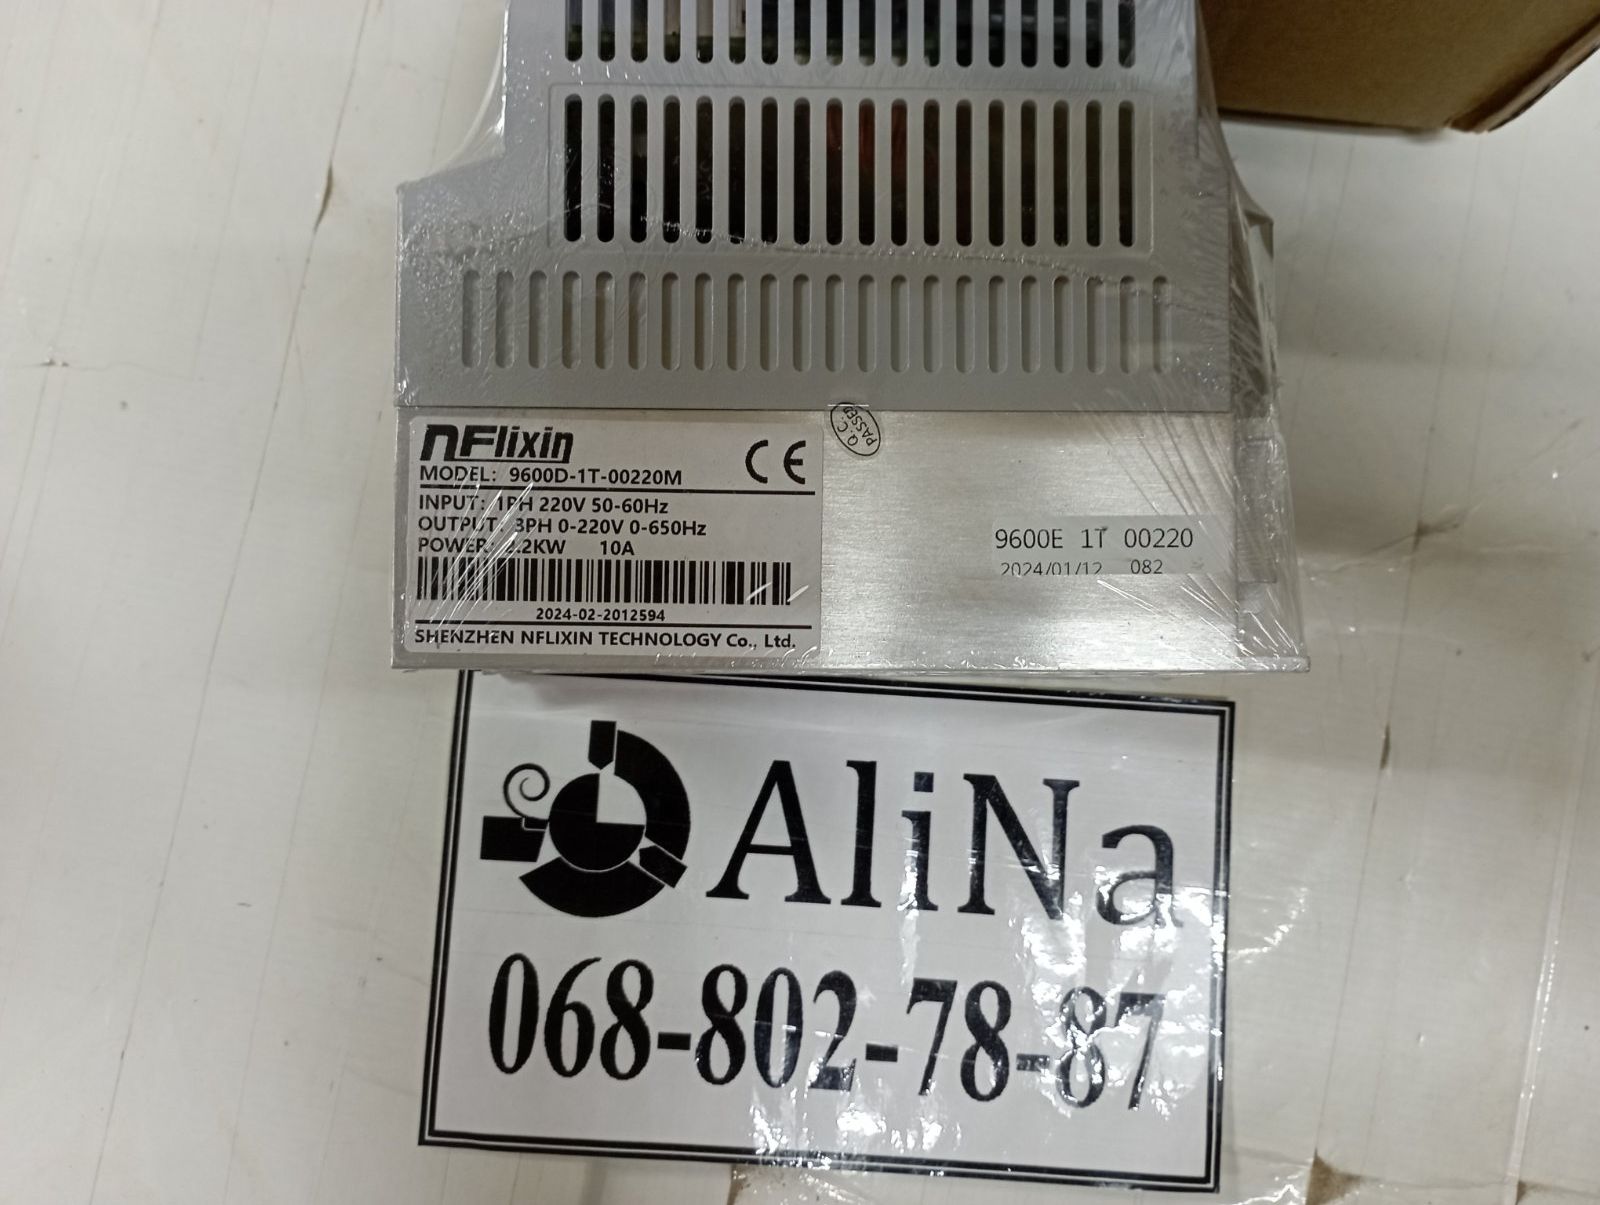 nFlixin
CE
MODEL: 9600D-1T-00220M
INPUT: 1PH 220V 50-60Hz
OUTPUT: 3PH 0-220V 0-650Hz
POWER: 2.2KW 10A
2024-02-2012594
SHENZHEN NFLIXIN TECHNOLOGY Co., Ltd.
Q.C.
PASSED
9600E 1T 00220
2024/01/12 082
AliNa
068-802-78-87